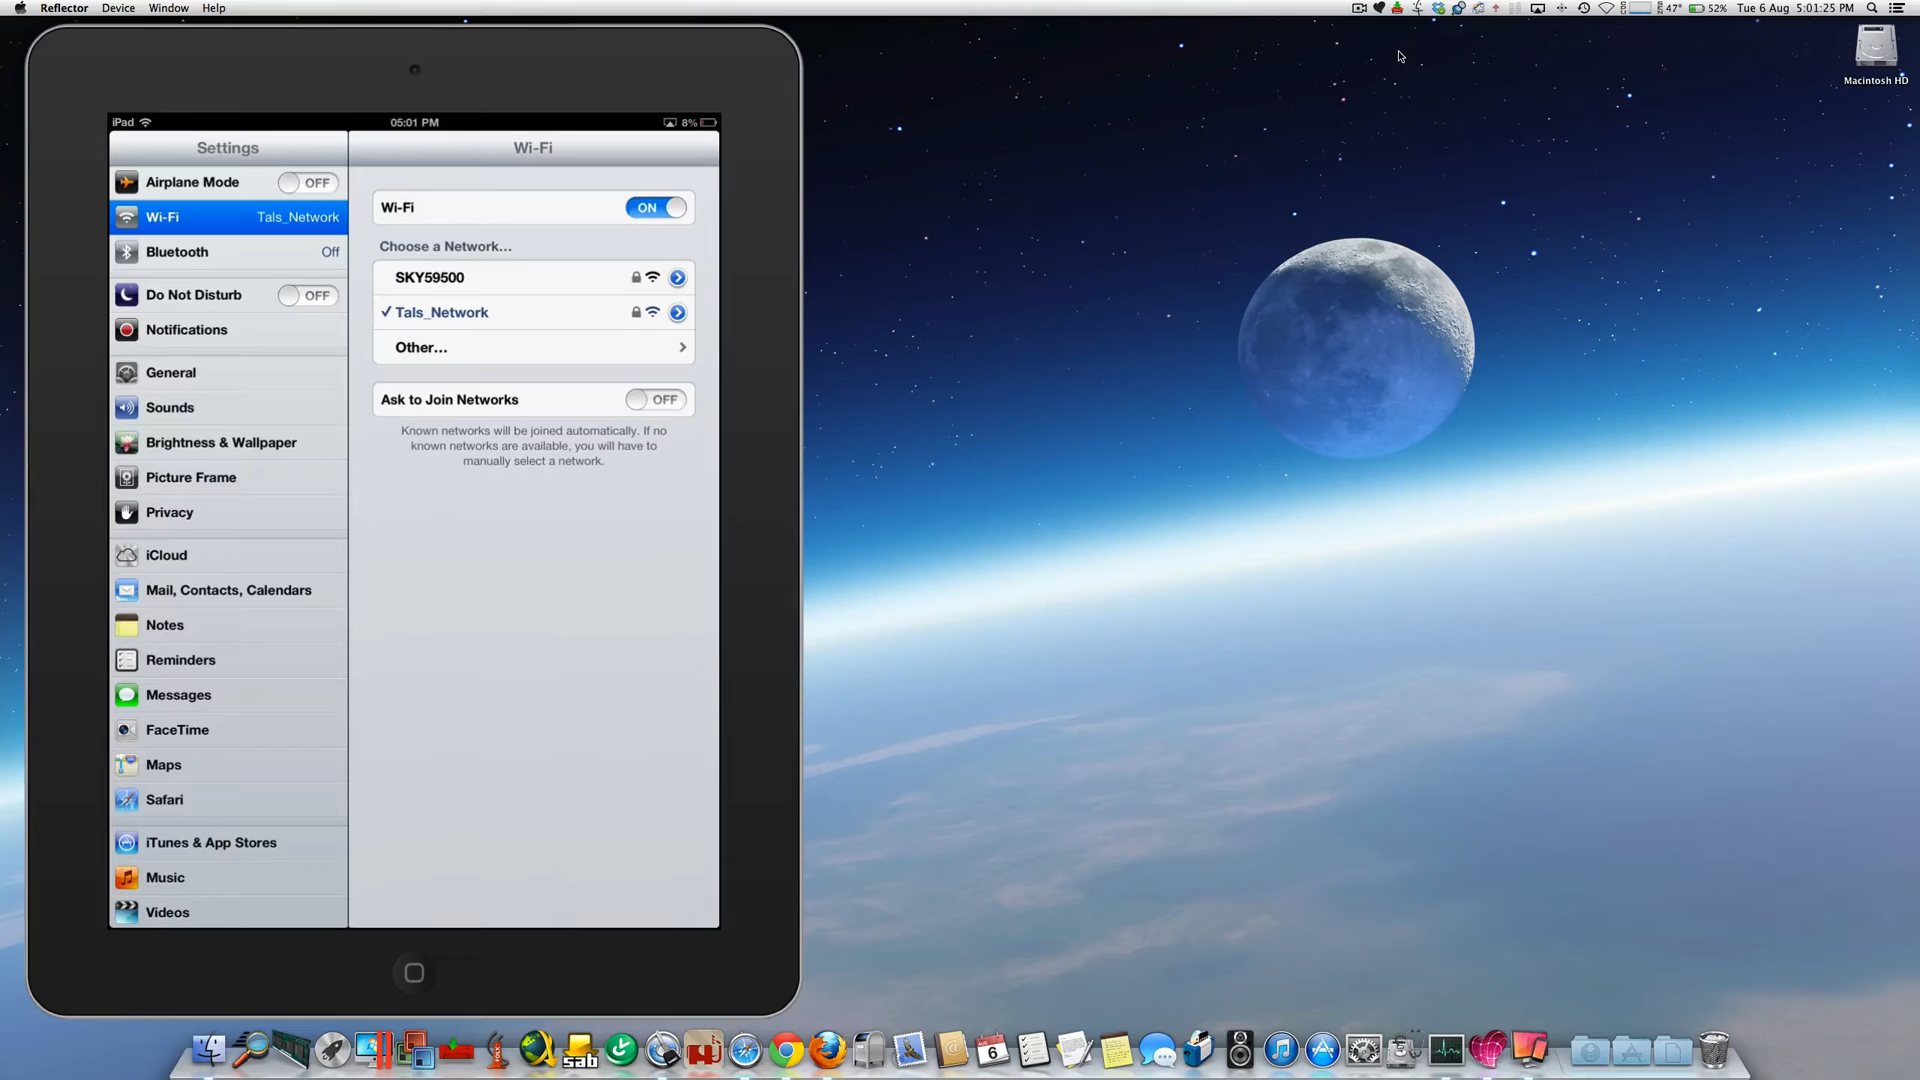 Reflector Device Window Help
47° 52% Tue 6 Aug 5:01:25 PM
Macintosh HD
iPad 05:01 PM 8%
Settings
Wi-Fi
Airplane Mode OFF
Wi-Fi Tals_Network
Bluetooth Off
Do Not Disturb OFF
Notifications
General
Sounds
Brightness & Wallpaper
Picture Frame
Privacy
iCloud
Mail, Contacts, Calendars
Notes
Reminders
Messages
FaceTime
Maps
Safari
iTunes & App Stores
Music
Videos
Wi-Fi ON
Choose a Network...
SKY59500
Tals_Network
Other...
Ask to Join Networks OFF
Known networks will be joined automatically. If no
known networks are available, you will have to
manually select a network.
sab
6